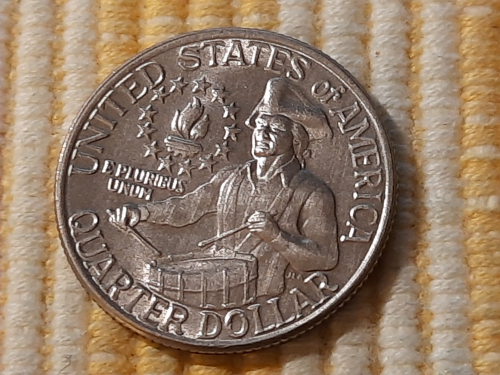 UNITED STATES OF AMERICA
E PLURIBUS
UNUM
QUARTER DOLLAR